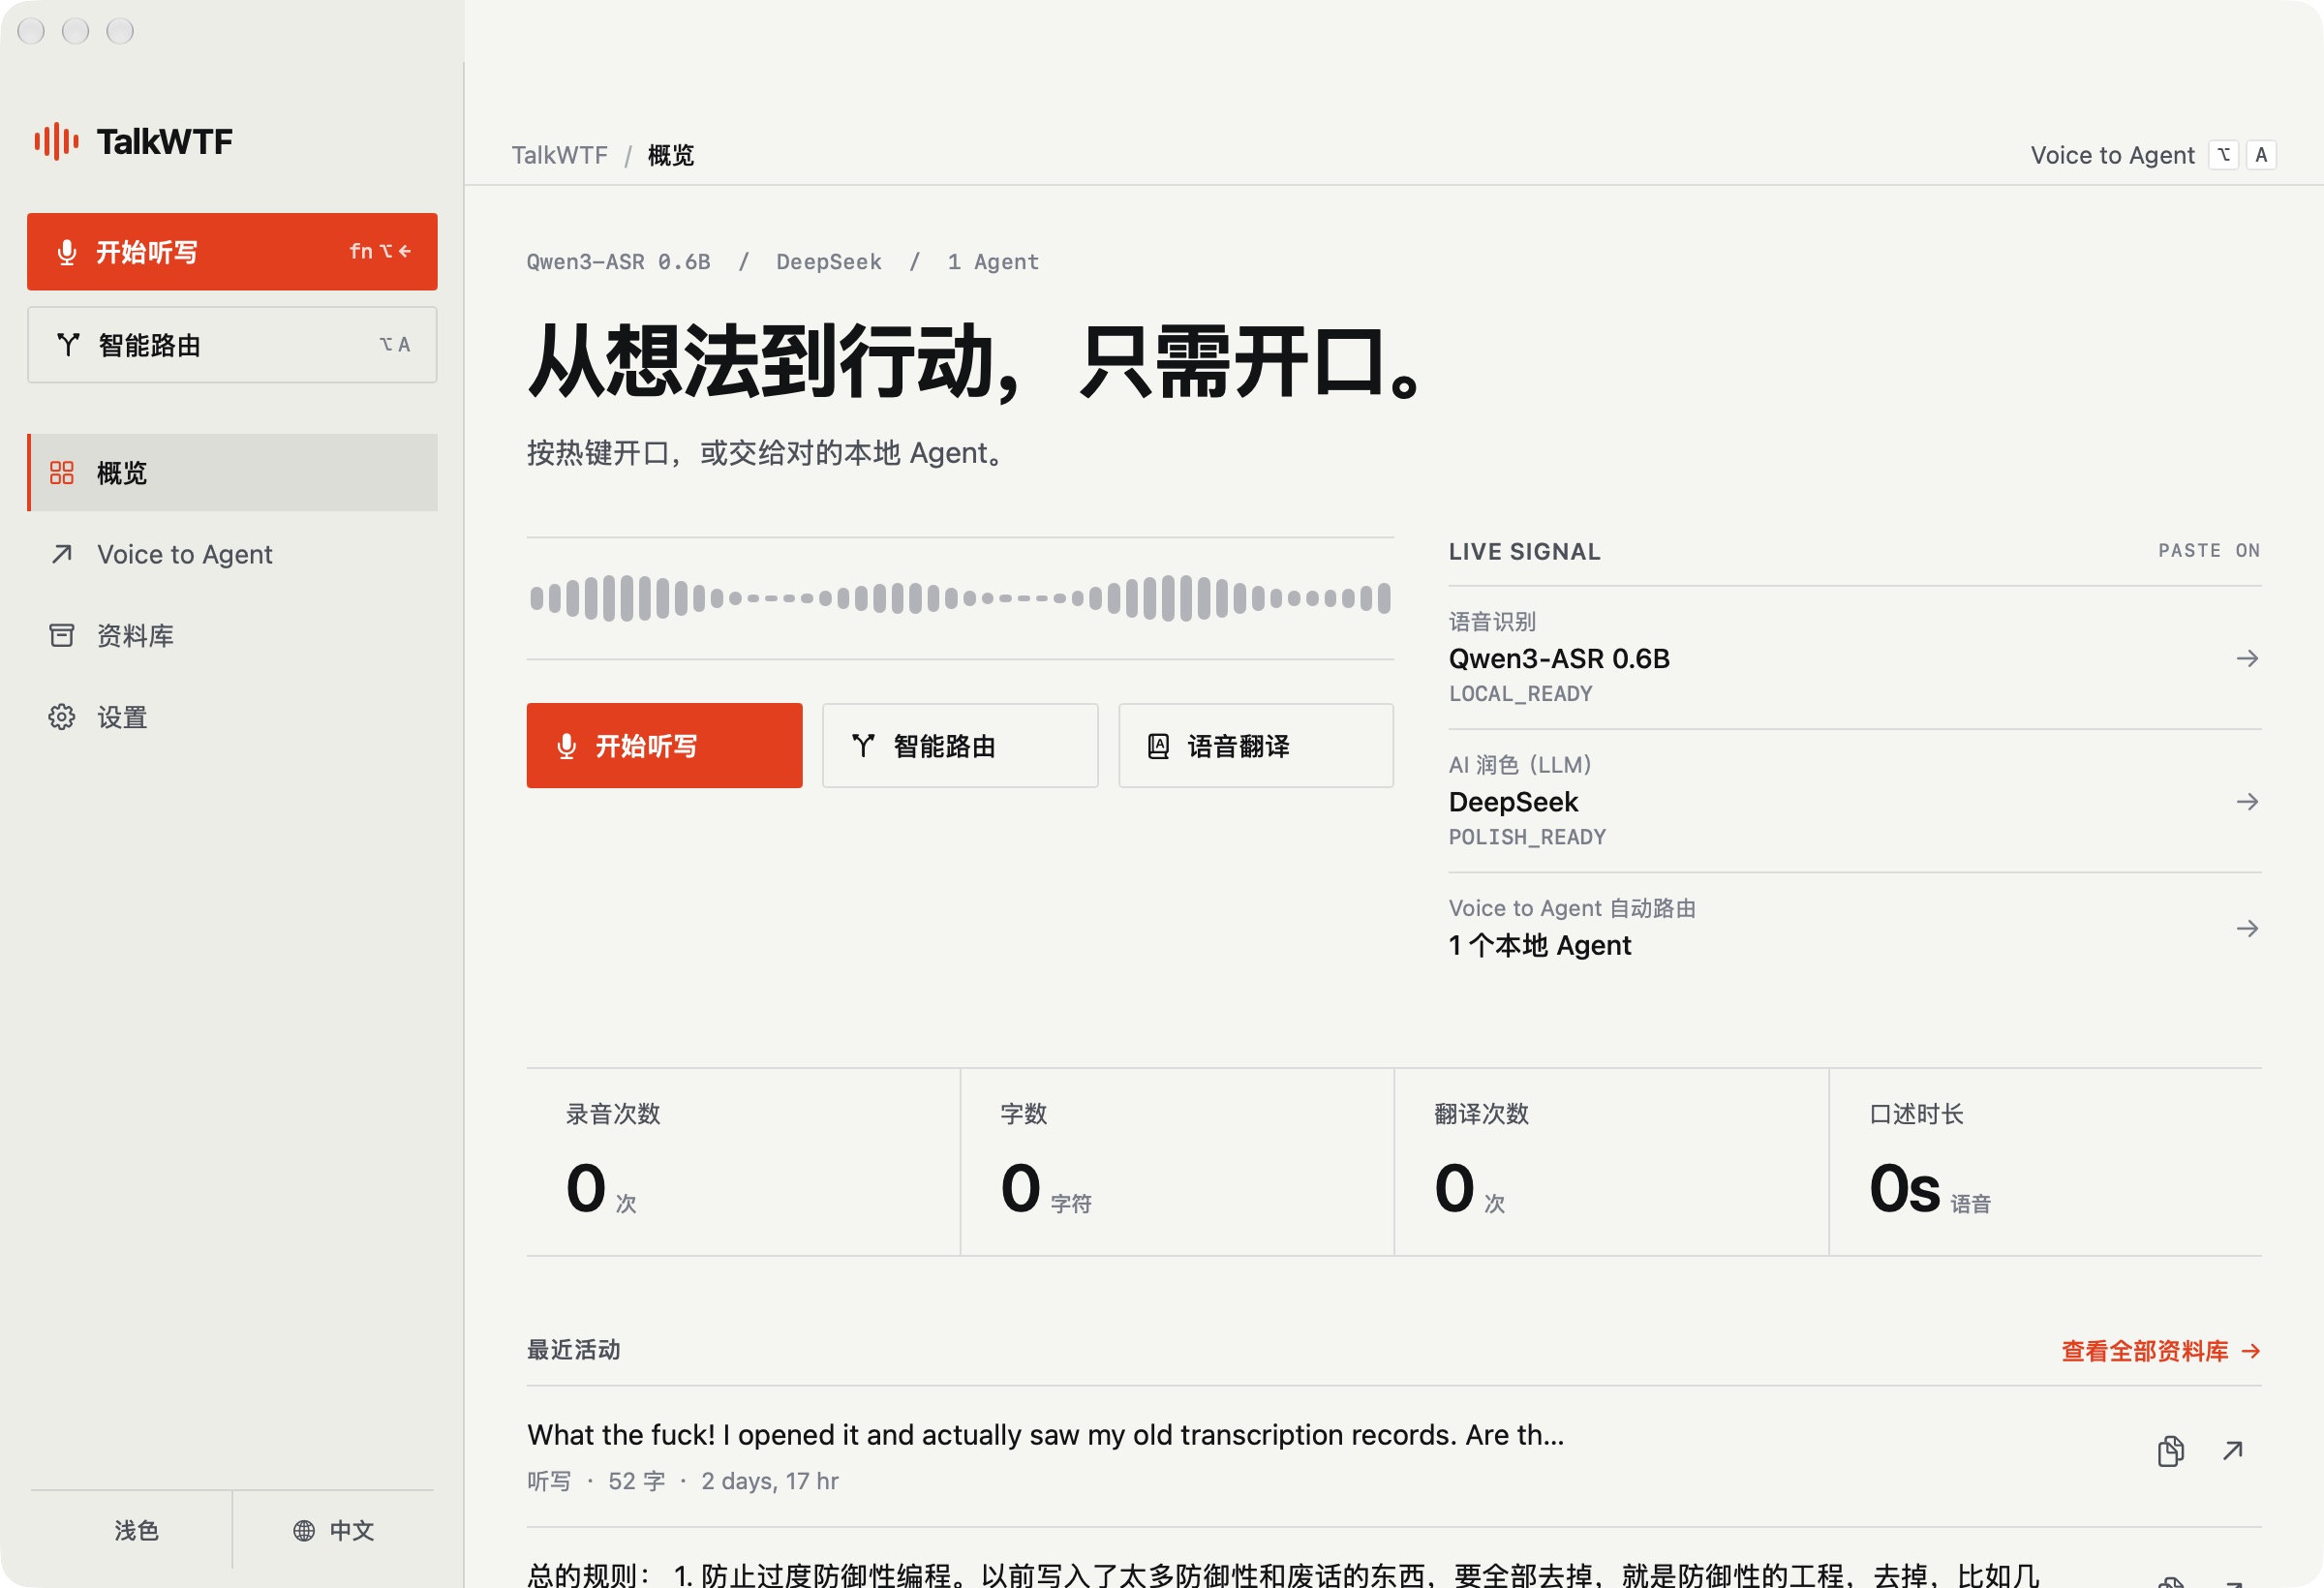 TalkWTF
开始听写 fn ⌥ ←
智能路由 ⌥ A
概览
Voice to Agent
资料库
设置
浅色
中文
TalkWTF / 概览
Voice to Agent ⌥ A
Qwen3-ASR 0.6B / DeepSeek / 1 Agent
从想法到行动，只需开口。
按热键开口，或交给对的本地 Agent。
开始听写
智能路由
语音翻译
LIVE SIGNAL PASTE ON
语音识别
Qwen3-ASR 0.6B
LOCAL_READY
AI 润色（LLM）
DeepSeek
POLISH_READY
Voice to Agent 自动路由
1 个本地 Agent
录音次数
0 次
字数
0 字符
翻译次数
0 次
口述时长
0s 语音
最近活动
查看全部资料库 →
What the fuck! I opened it and actually saw my old transcription records. Are th...
听写 · 52 字 · 2 days, 17 hr
总的规则： 1. 防止过度防御性编程。以前写入了太多防御性和废话的东西，要全部去掉，就是防御性的工程，去掉，比如几